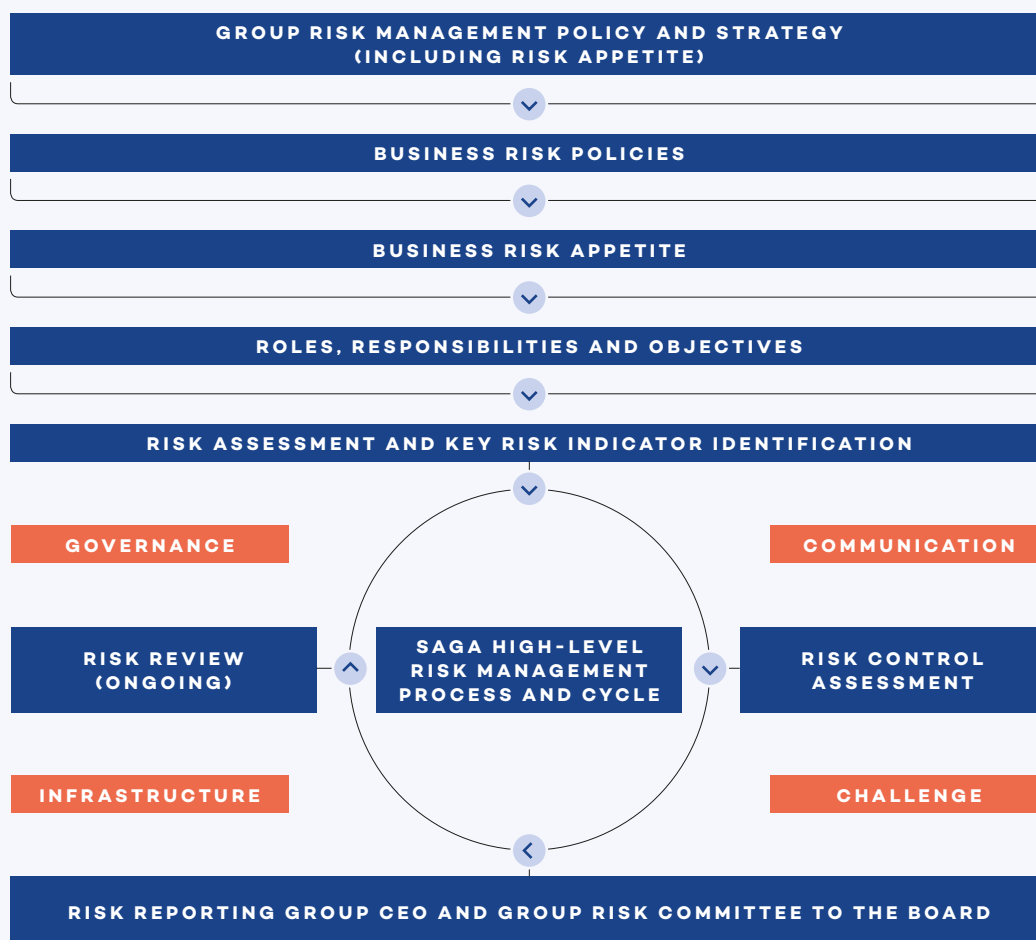 GROUP RISK MANAGEMENT POLICY AND STRATEGY
(INCLUDING RISK APPETITE)
BUSINESS RISK POLICIES
BUSINESS RISK APPETITE
ROLES, RESPONSIBILITIES AND OBJECTIVES
RISK ASSESSMENT AND KEY RISK INDICATOR IDENTIFICATION
GOVERNANCE
COMMUNICATION
RISK REVIEW
(ONGOING)
SAGA HIGH-LEVEL
RISK MANAGEMENT
PROCESS AND CYCLE
RISK CONTROL
ASSESSMENT
INFRASTRUCTURE
CHALLENGE
RISK REPORTING GROUP CEO AND GROUP RISK COMMITTEE TO THE BOARD